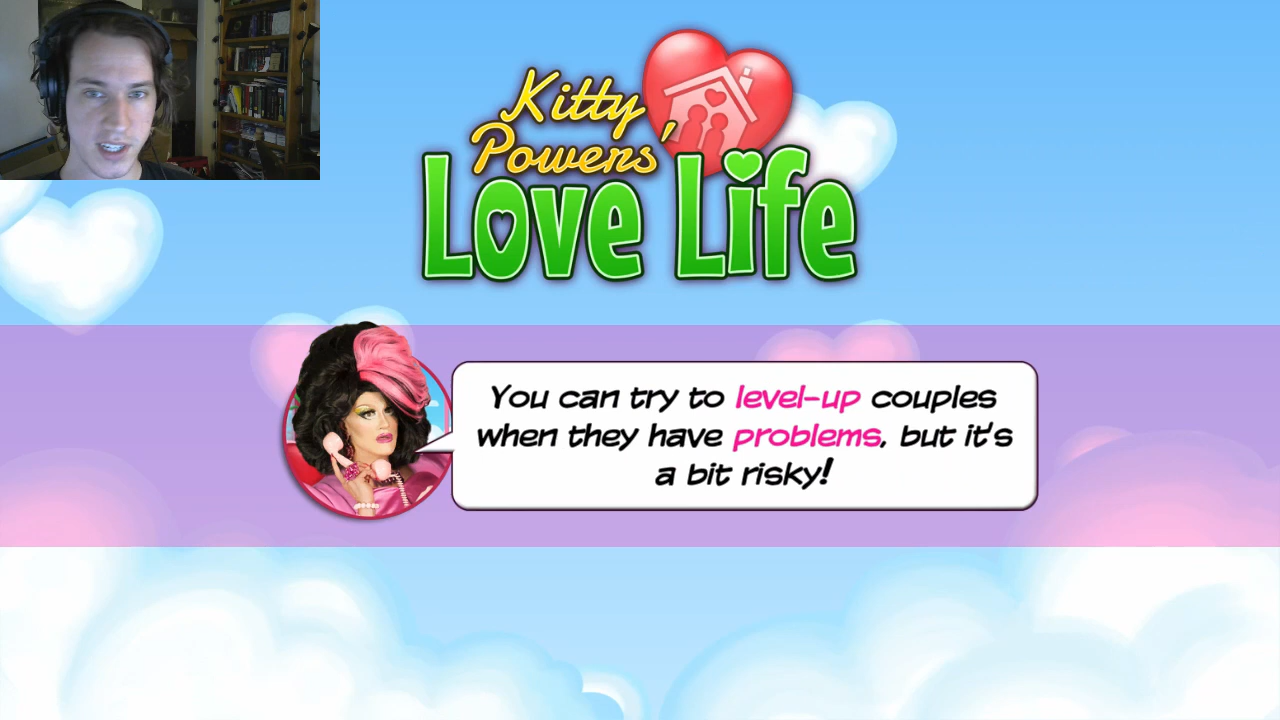 Kitty
Powers'
Love Life
You can try to level-up couples
when they have problems, but it's
a bit risky!